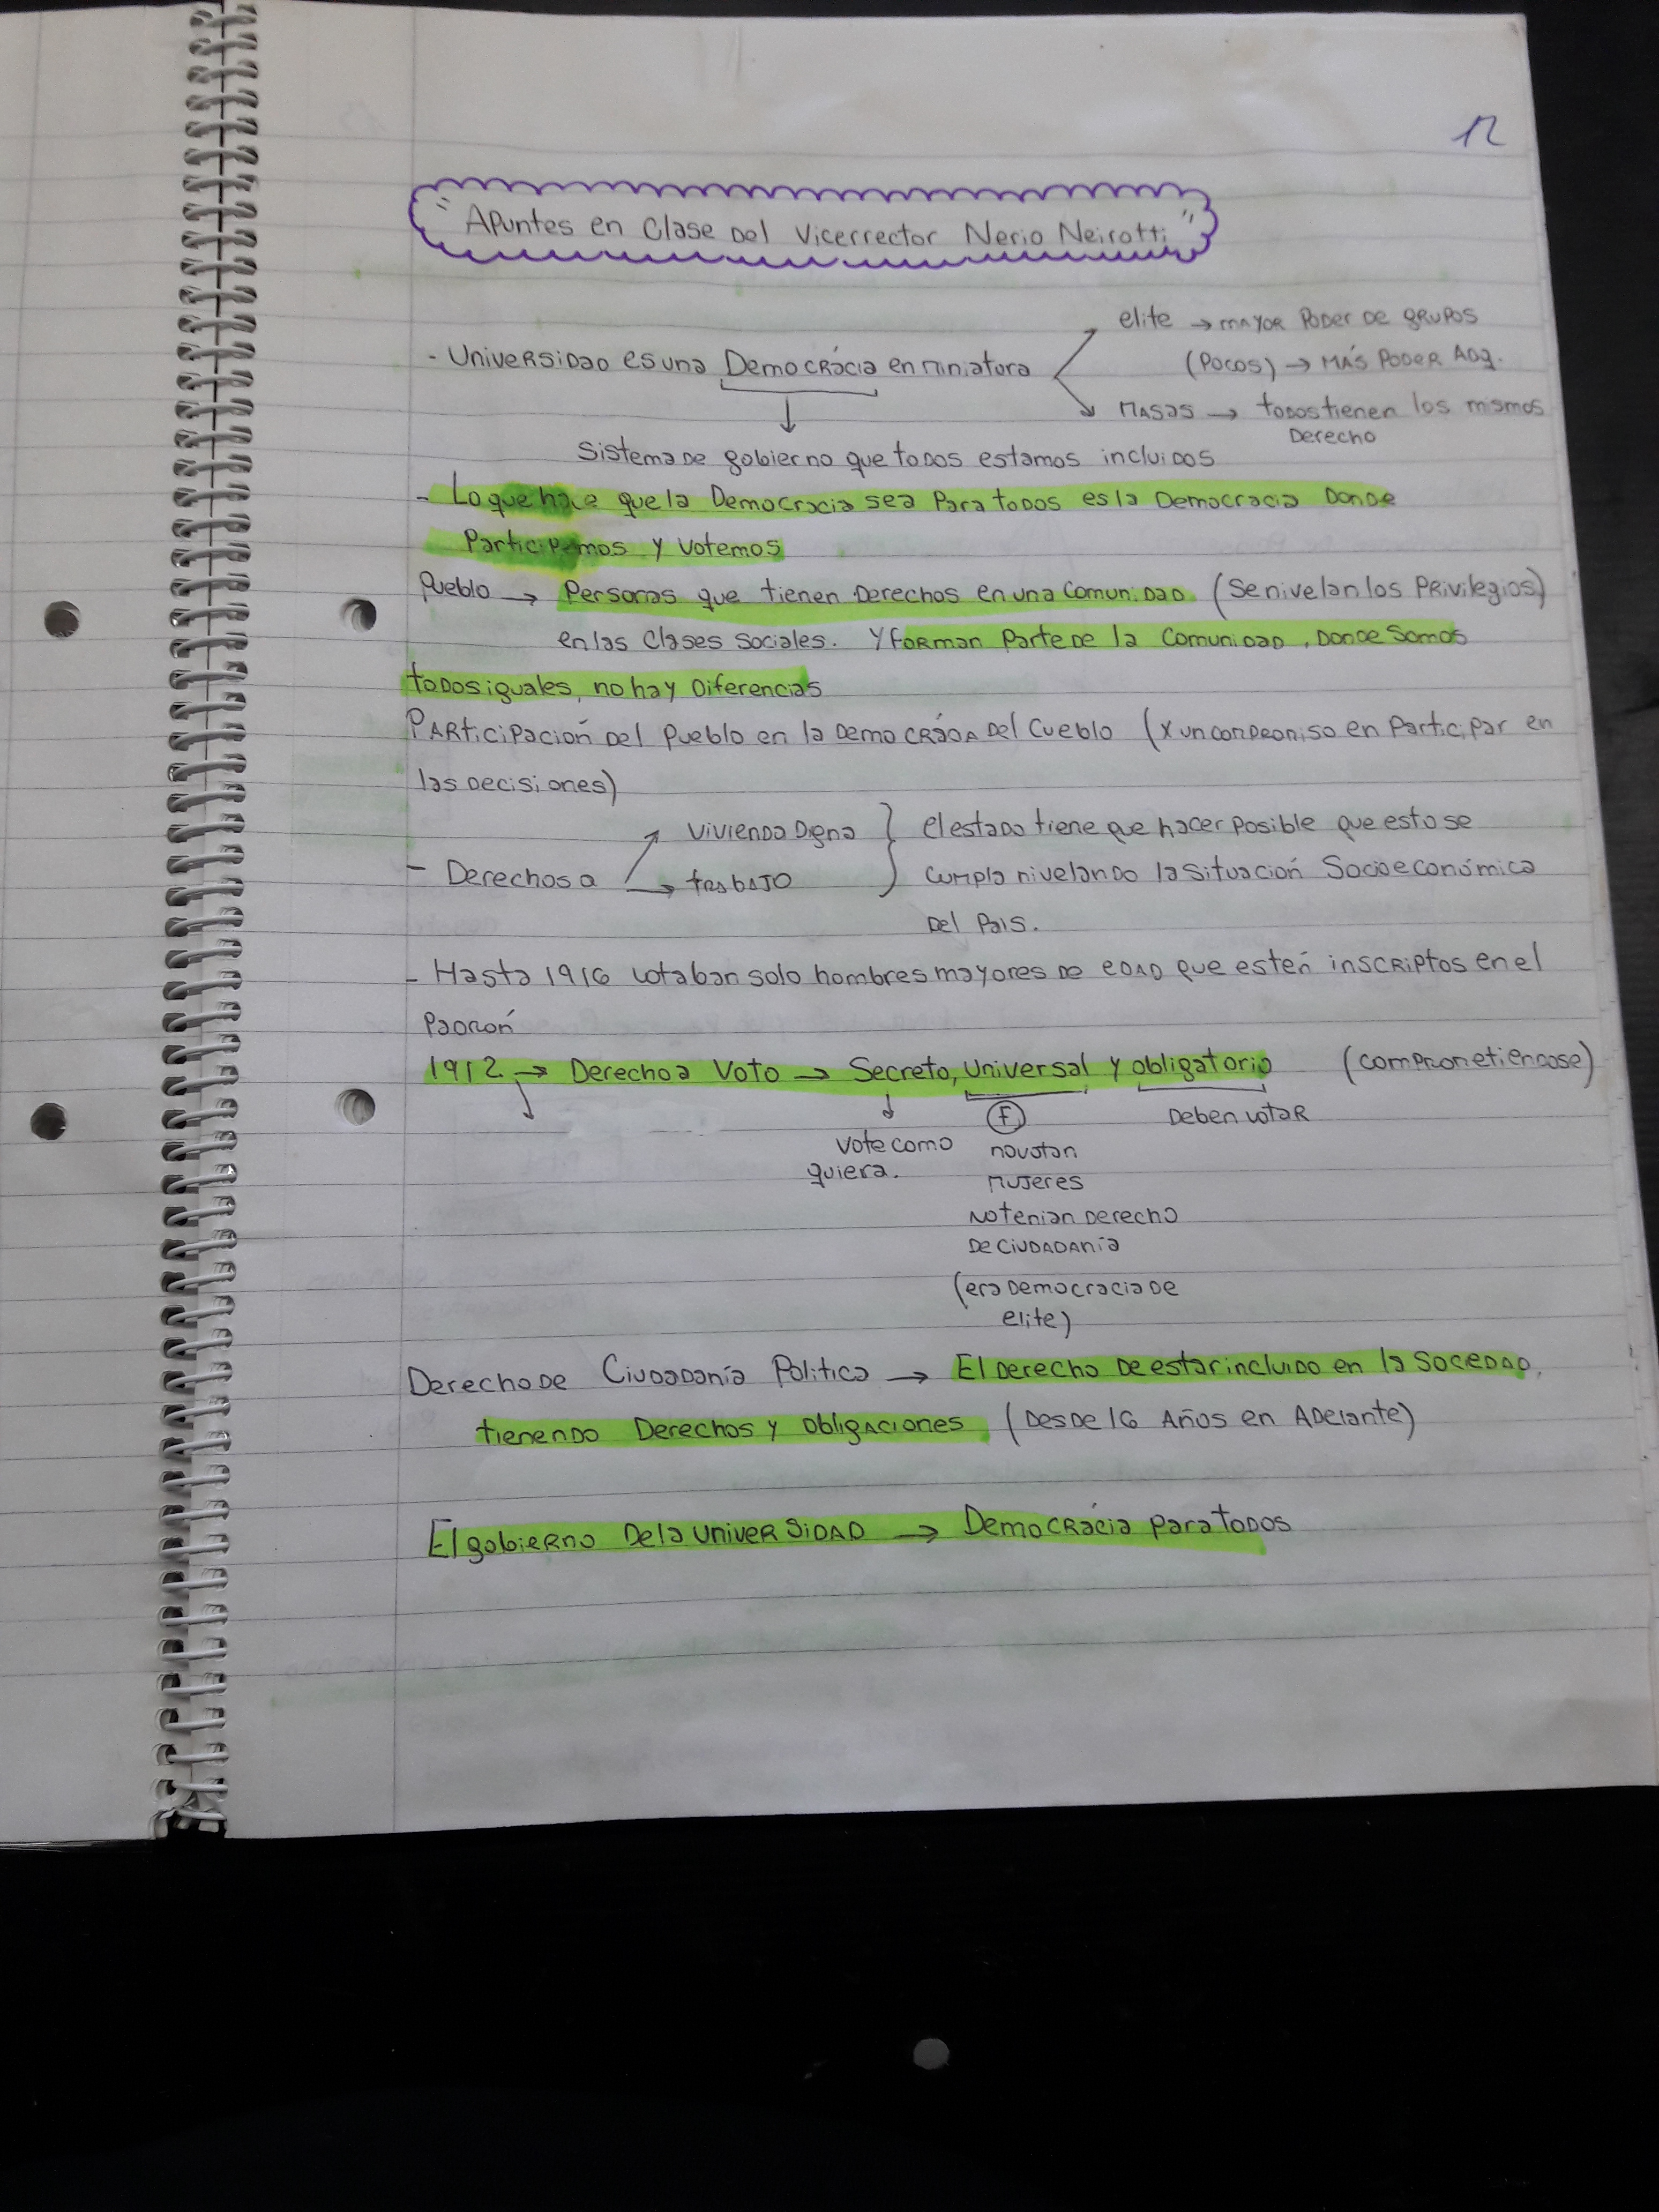 12
"Apuntes en Clase Del Vicerrector Nerio Neirotti"
elite → mayor Poder de grupos
- Universidad es una Democrácia en miniatura
(Pocos) → Más Poder Adq.
Masas → todos tienen los mismos
Derecho
Sistema de gobierno que todos estamos incluidos
- Lo que hace que la Democracia sea Para todos es la Democracia Donde
Participemos y votemos
Pueblo → Personas que tienen Derechos en una Comunidad (Se nivelan los Privilegios)
en las Clases Sociales. y forman Parte de la Comunidad, Donde Somos
todos iguales, no hay Diferencias
Participación Del Pueblo en la Democrácia Del Cueblo (x un compromiso en Participar en
las Decisiones)
vivienda Digna } el estado tiene que hacer posible que esto se
- Derechos a
→ trabajo
cumpla nivelando la situación Socioeconómica
Del País.
- Hasta 1916 votaban solo hombres mayores de edad que estén inscriptos en el
Padrón
1912 → Derecho a Voto → Secreto, Universal y obligatorio (comprometiendose)
↓ ↓ (F) Deben votar
Vote como
quiera.
no votan
mujeres
No tenian Derecho
De Ciudadanía
(era Democracia de
elite)
Derecho de Ciudadanía Politica → El Derecho de estar incluido en la Sociedad,
tienendo Derechos y obligaciones (Desde 16 Años en Adelante)
El gobierno De la Universidad → Democrácia para todos